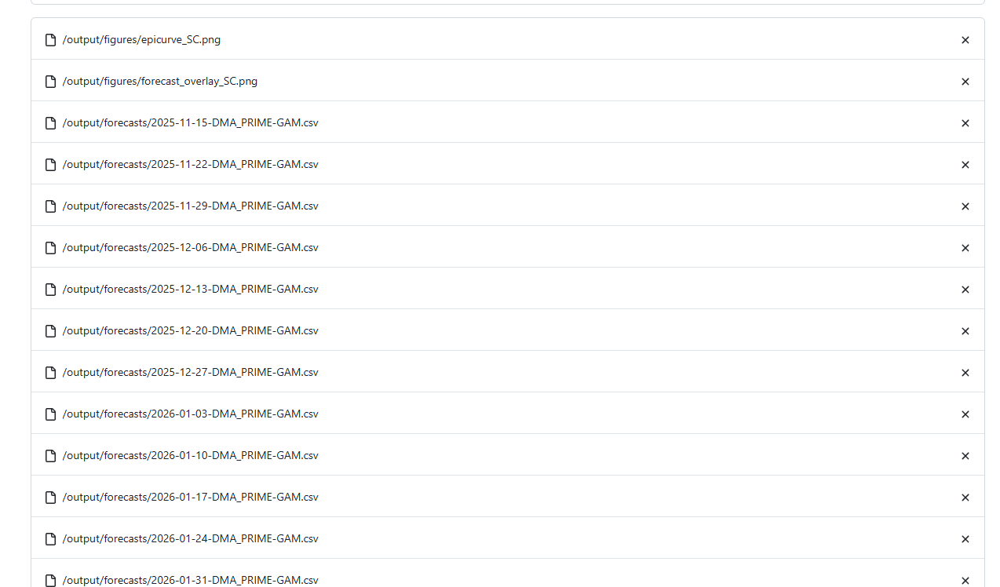 /output/figures/epicurve_SC.png
/output/figures/forecast_overlay_SC.png
/output/forecasts/2025-11-15-DMA_PRIME-GAM.csv
/output/forecasts/2025-11-22-DMA_PRIME-GAM.csv
/output/forecasts/2025-11-29-DMA_PRIME-GAM.csv
/output/forecasts/2025-12-06-DMA_PRIME-GAM.csv
/output/forecasts/2025-12-13-DMA_PRIME-GAM.csv
/output/forecasts/2025-12-20-DMA_PRIME-GAM.csv
/output/forecasts/2025-12-27-DMA_PRIME-GAM.csv
/output/forecasts/2026-01-03-DMA_PRIME-GAM.csv
/output/forecasts/2026-01-10-DMA_PRIME-GAM.csv
/output/forecasts/2026-01-17-DMA_PRIME-GAM.csv
/output/forecasts/2026-01-24-DMA_PRIME-GAM.csv
/output/forecasts/2026-01-31-DMA_PRIME-GAM.csv